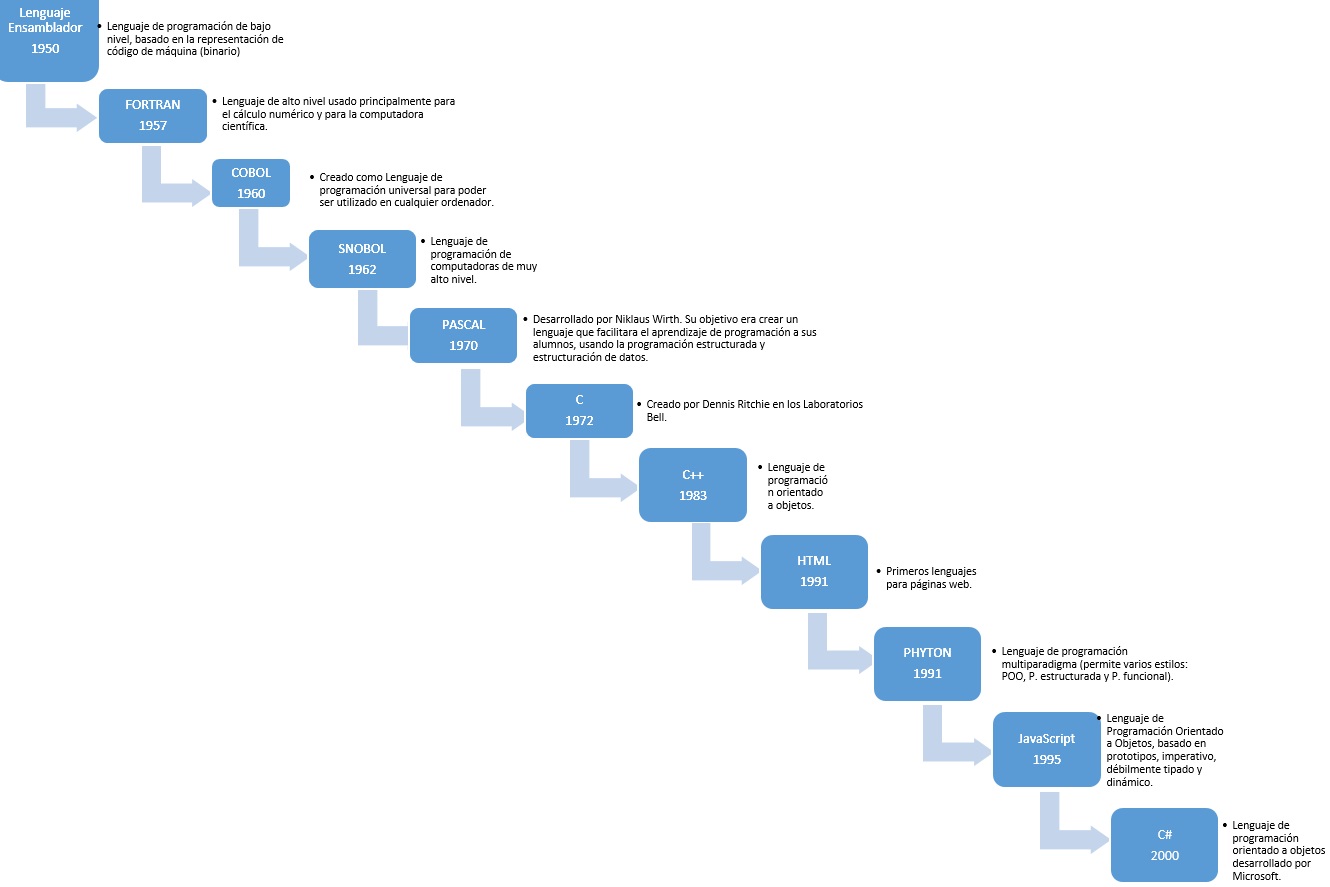 Lenguaje
Ensamblador
1950
• Lenguaje de programación de bajo
nivel, basado en la representación de
código de máquina (binario)
FORTRAN
1957
• Lenguaje de alto nivel usado principalmente para
el cálculo numérico y para la computadora
científica.
COBOL
1960
• Creado como Lenguaje de
programación universal para poder
ser utilizado en cualquier ordenador.
SNOBOL
1962
• Lenguaje de
programación de
computadoras de muy
alto nivel.
PASCAL
1970
• Desarrollado por Niklaus Wirth. Su objetivo era crear un
lenguaje que facilitara el aprendizaje de programación a sus
alumnos, usando la programación estructurada y
estructuración de datos.
C
1972
• Creado por Dennis Ritchie en los Laboratorios
Bell.
C++
1983
• Lenguaje de
programació
n orientado
a objetos.
HTML
1991
• Primeros lenguajes
para páginas web.
PHYTON
1991
• Lenguaje de programación
multiparadigma (permite varios estilos:
POO, P. estructurada y P. funcional).
JavaScript
1995
• Lenguaje de
Programación Orientado
a Objetos, basado en
prototipos, imperativo,
débilmente tipado y
dinámico.
C#
2000
• Lenguaje de
programación
orientado a objetos
desarrollado por
Microsoft.